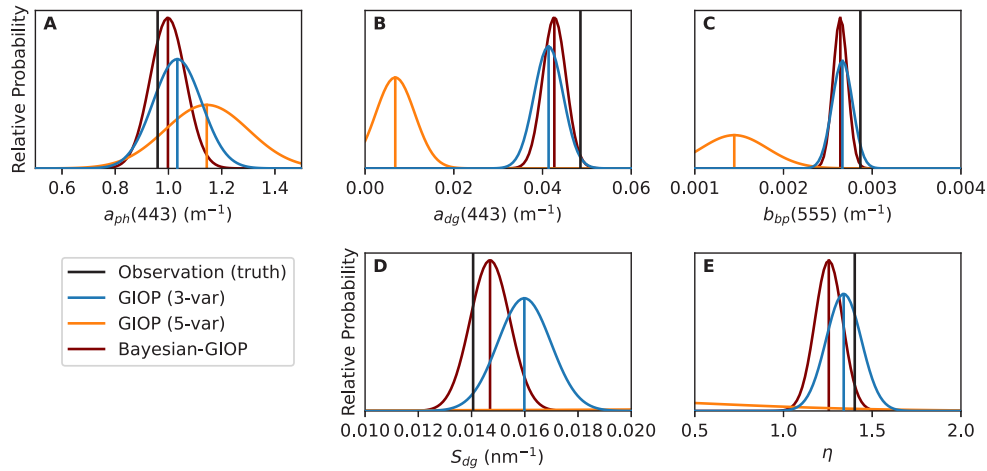 A
B
C
Relative Probability
0.6 0.8 1.0 1.2 1.4
0.00 0.02 0.04 0.06
0.001 0.002 0.003 0.004
a_ph(443) (m⁻¹)
a_dg(443) (m⁻¹)
b_bp(555) (m⁻¹)
Observation (truth)
GIOP (3-var)
GIOP (5-var)
Bayesian-GIOP
D
E
Relative Probability
0.010 0.012 0.014 0.016 0.018 0.020
0.5 1.0 1.5 2.0
S_dg (nm⁻¹)
η